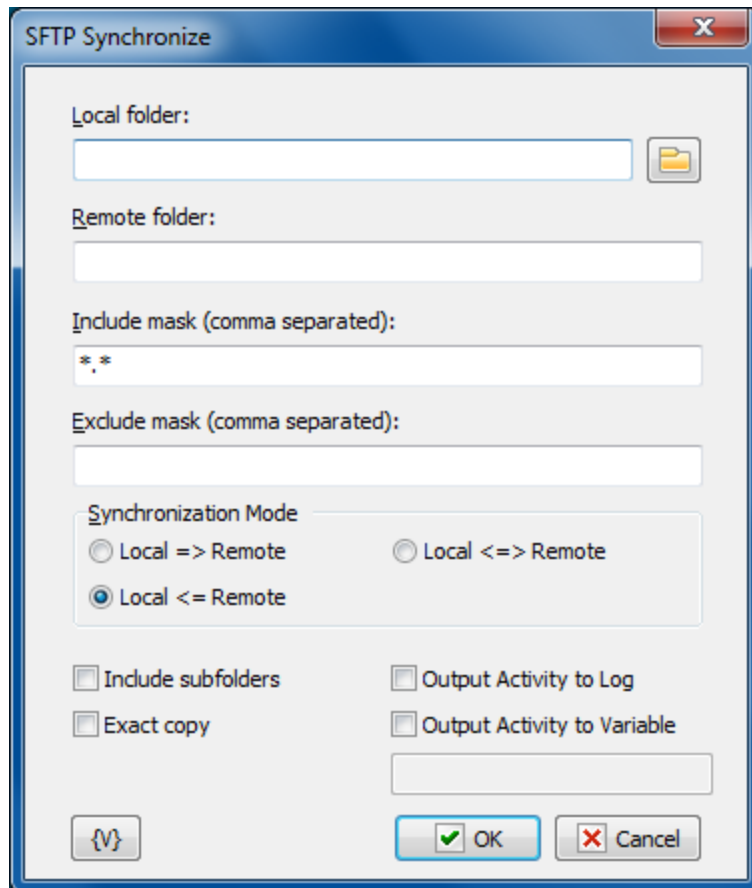 SFTP Synchronize
Local folder:
Remote folder:
Include mask (comma separated):
*.*
Exclude mask (comma separated):
Synchronization Mode
Local => Remote
Local <=> Remote
Local <= Remote
Include subfolders
Output Activity to Log
Exact copy
Output Activity to Variable
{V}
OK
Cancel